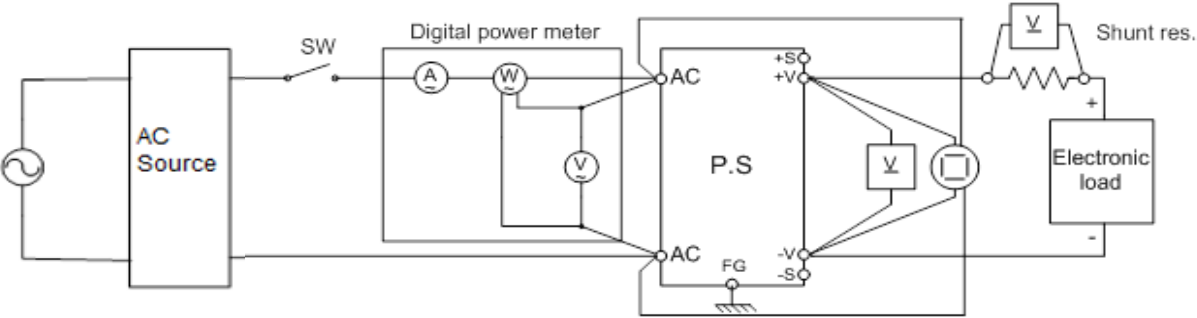 Digital power meter
Shunt res.
SW
V
A
W
AC
+S
+V
+
AC
Source
V
P.S
V
Electronic
load
AC
FG
-V
-S
-